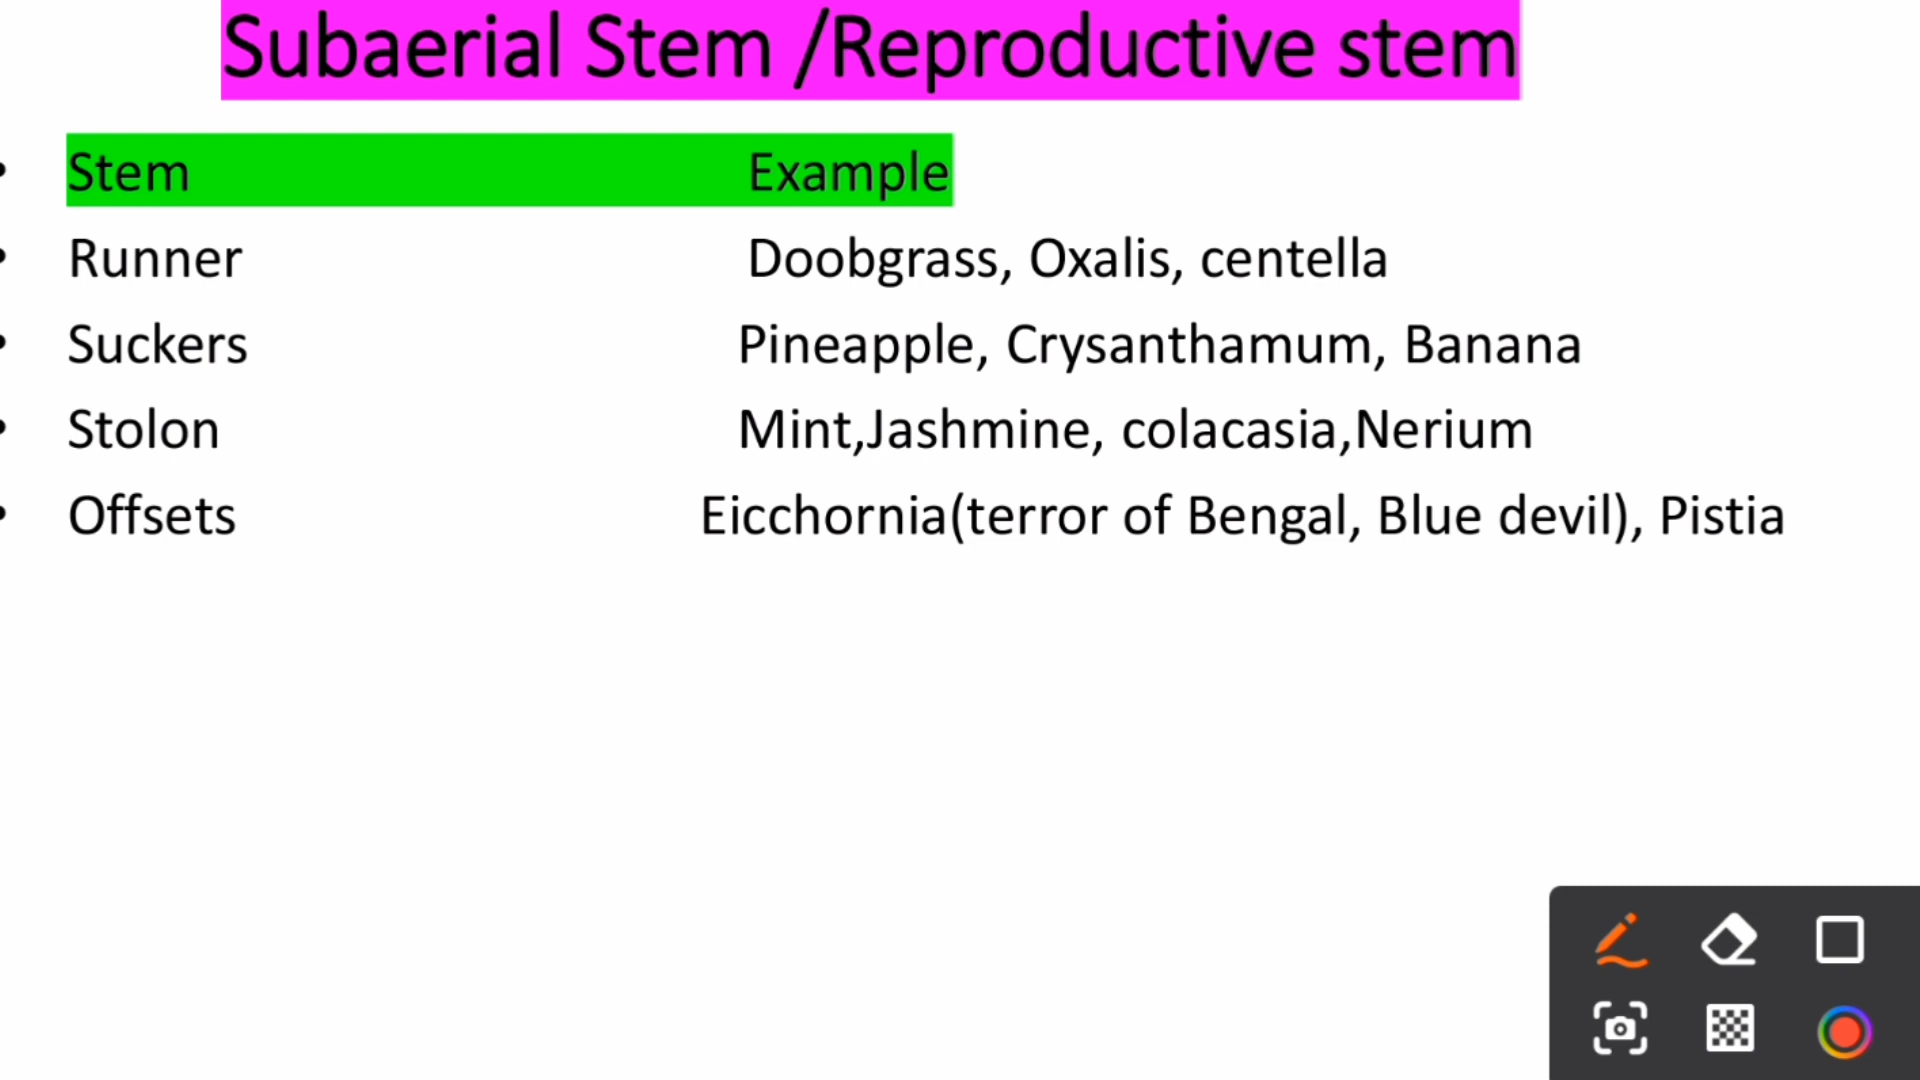 Subaerial Stem /Reproductive stem
• Stem Example
• Runner Doobgrass, Oxalis, centella
• Suckers Pineapple, Crysanthamum, Banana
• Stolon Mint,Jashmine, colacasia,Nerium
• Offsets Eicchornia(terror of Bengal, Blue devil), Pistia